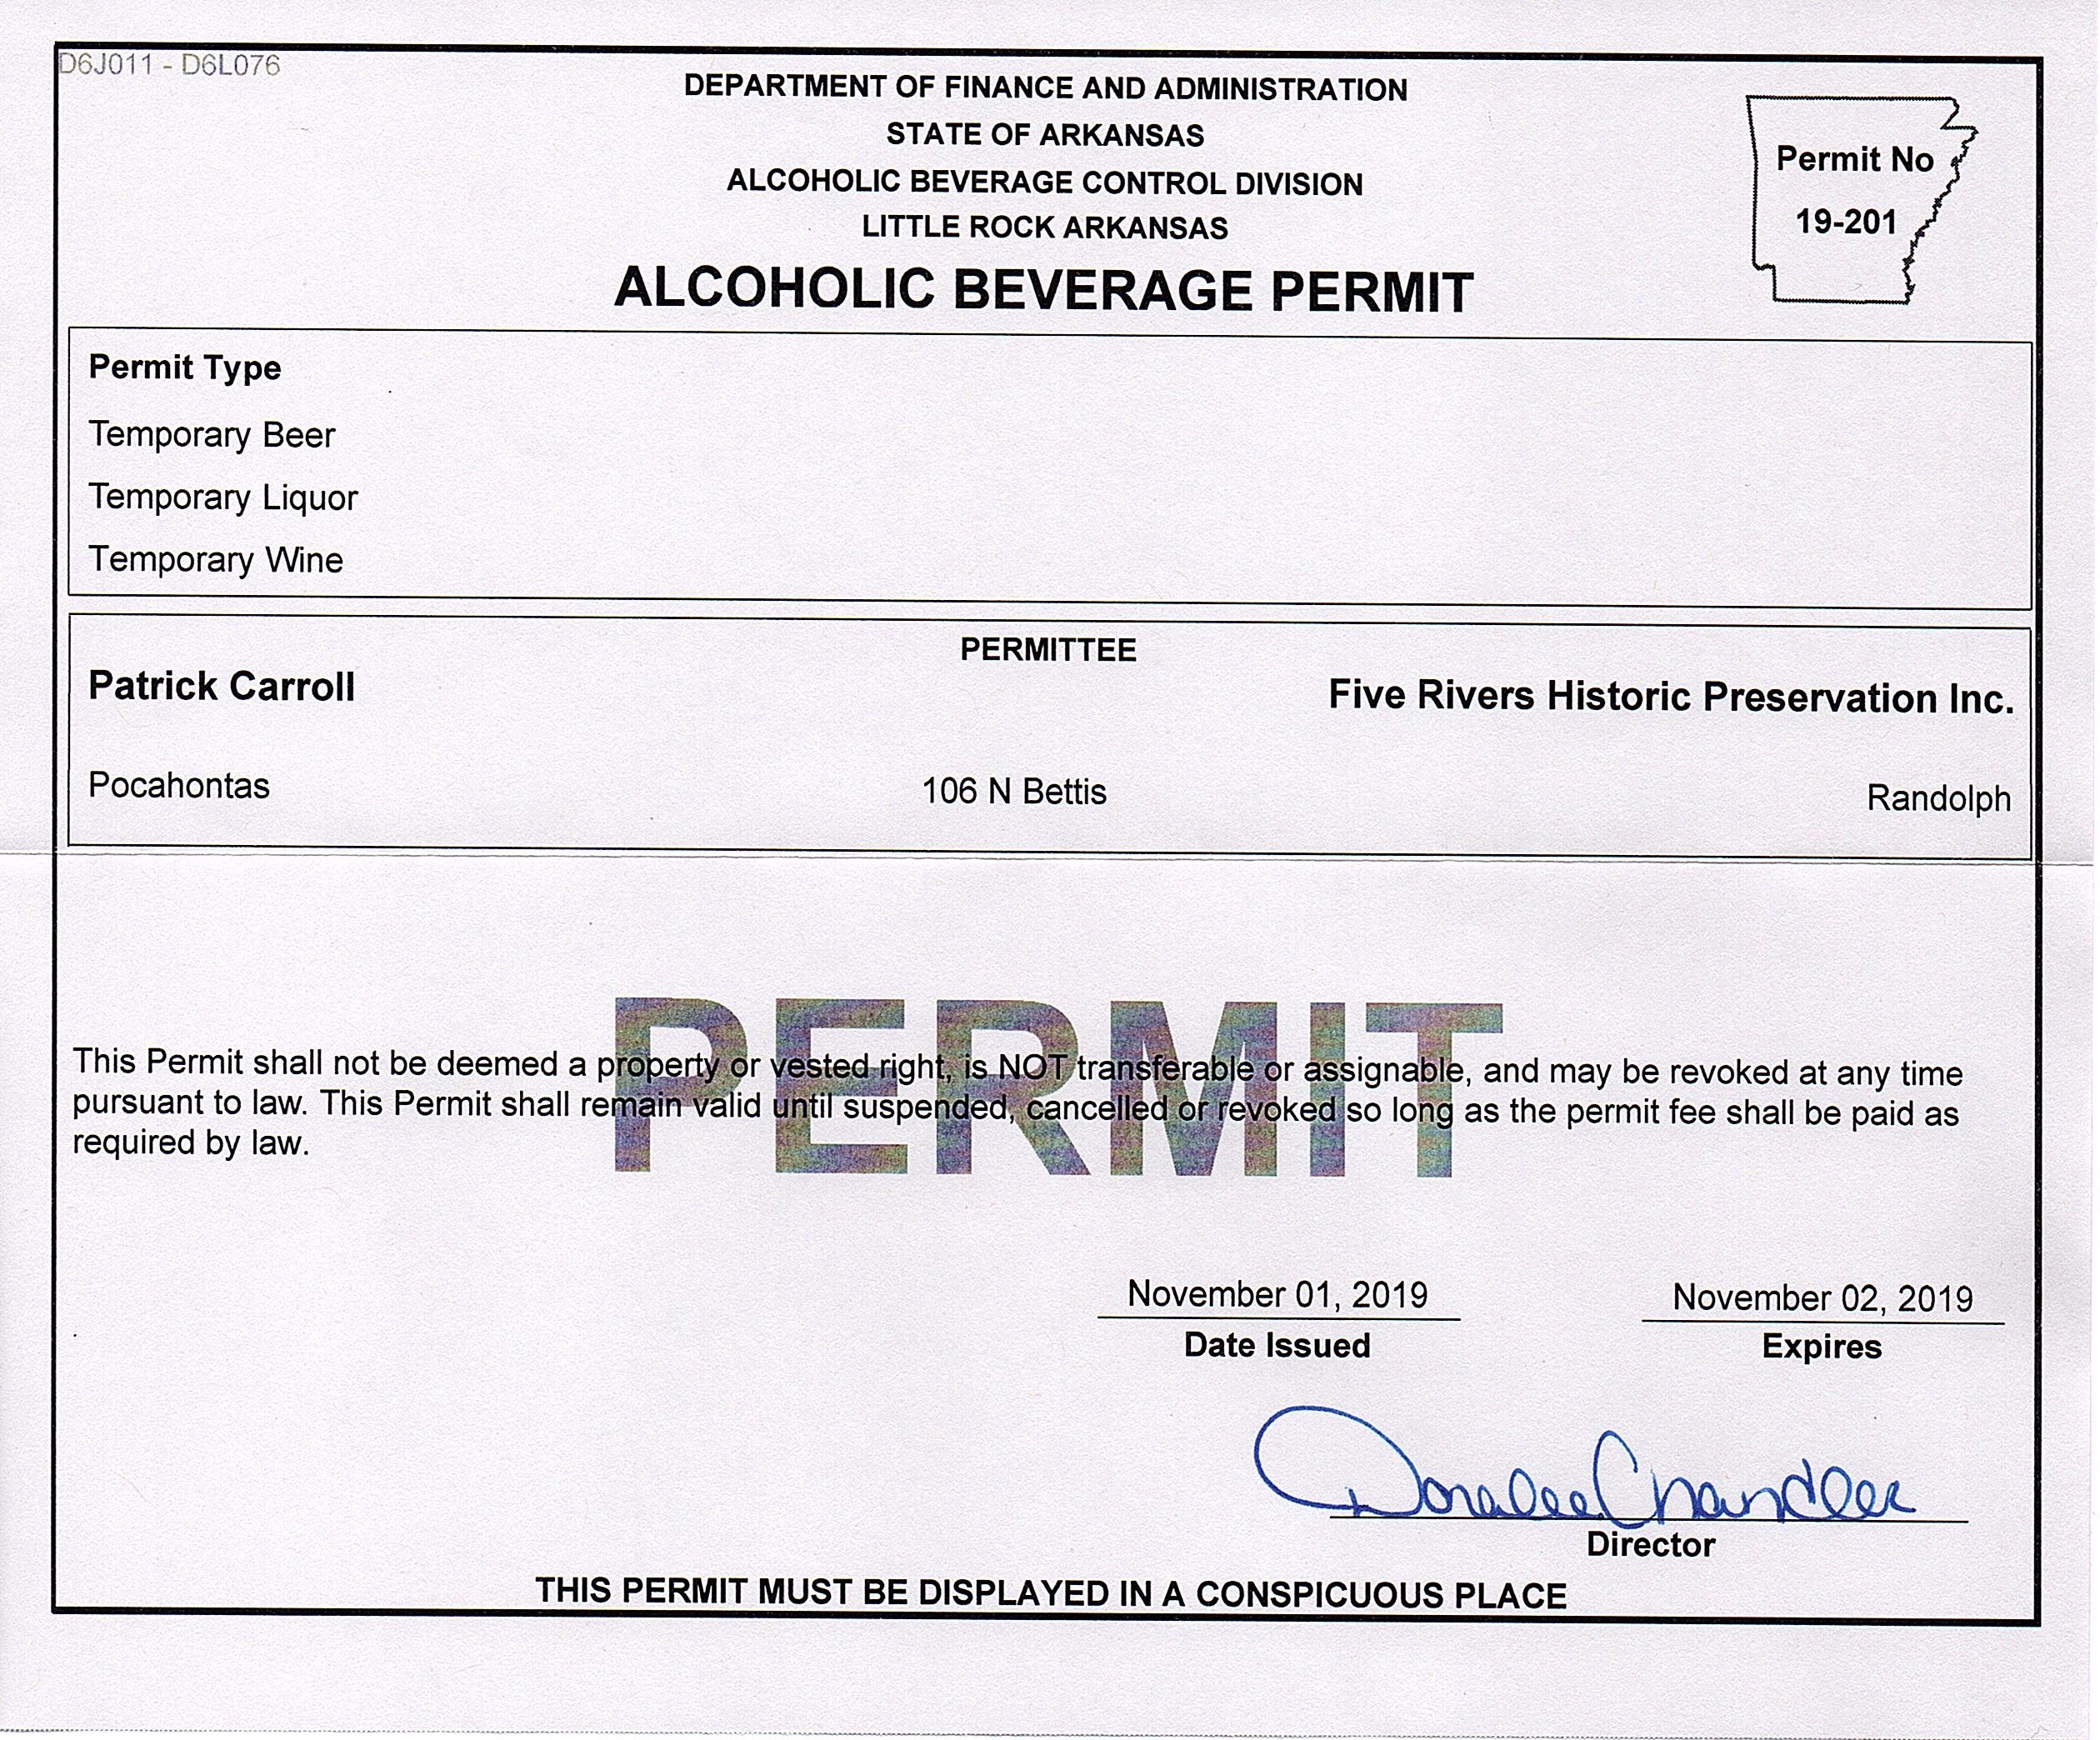 D6J011 - D6L076
DEPARTMENT OF FINANCE AND ADMINISTRATION
STATE OF ARKANSAS
ALCOHOLIC BEVERAGE CONTROL DIVISION
LITTLE ROCK ARKANSAS
ALCOHOLIC BEVERAGE PERMIT
Permit No
19-201
Permit Type
Temporary Beer
Temporary Liquor
Temporary Wine
PERMITTEE
Patrick Carroll Five Rivers Historic Preservation Inc.
Pocahontas 106 N Bettis Randolph
PERMIT
This Permit shall not be deemed a property or vested right, is NOT transferable or assignable, and may be revoked at any time
pursuant to law. This Permit shall remain valid until suspended, cancelled or revoked so long as the permit fee shall be paid as
required by law.
November 01, 2019 November 02, 2019
Date Issued Expires
Doralee Chandler
Director
THIS PERMIT MUST BE DISPLAYED IN A CONSPICUOUS PLACE